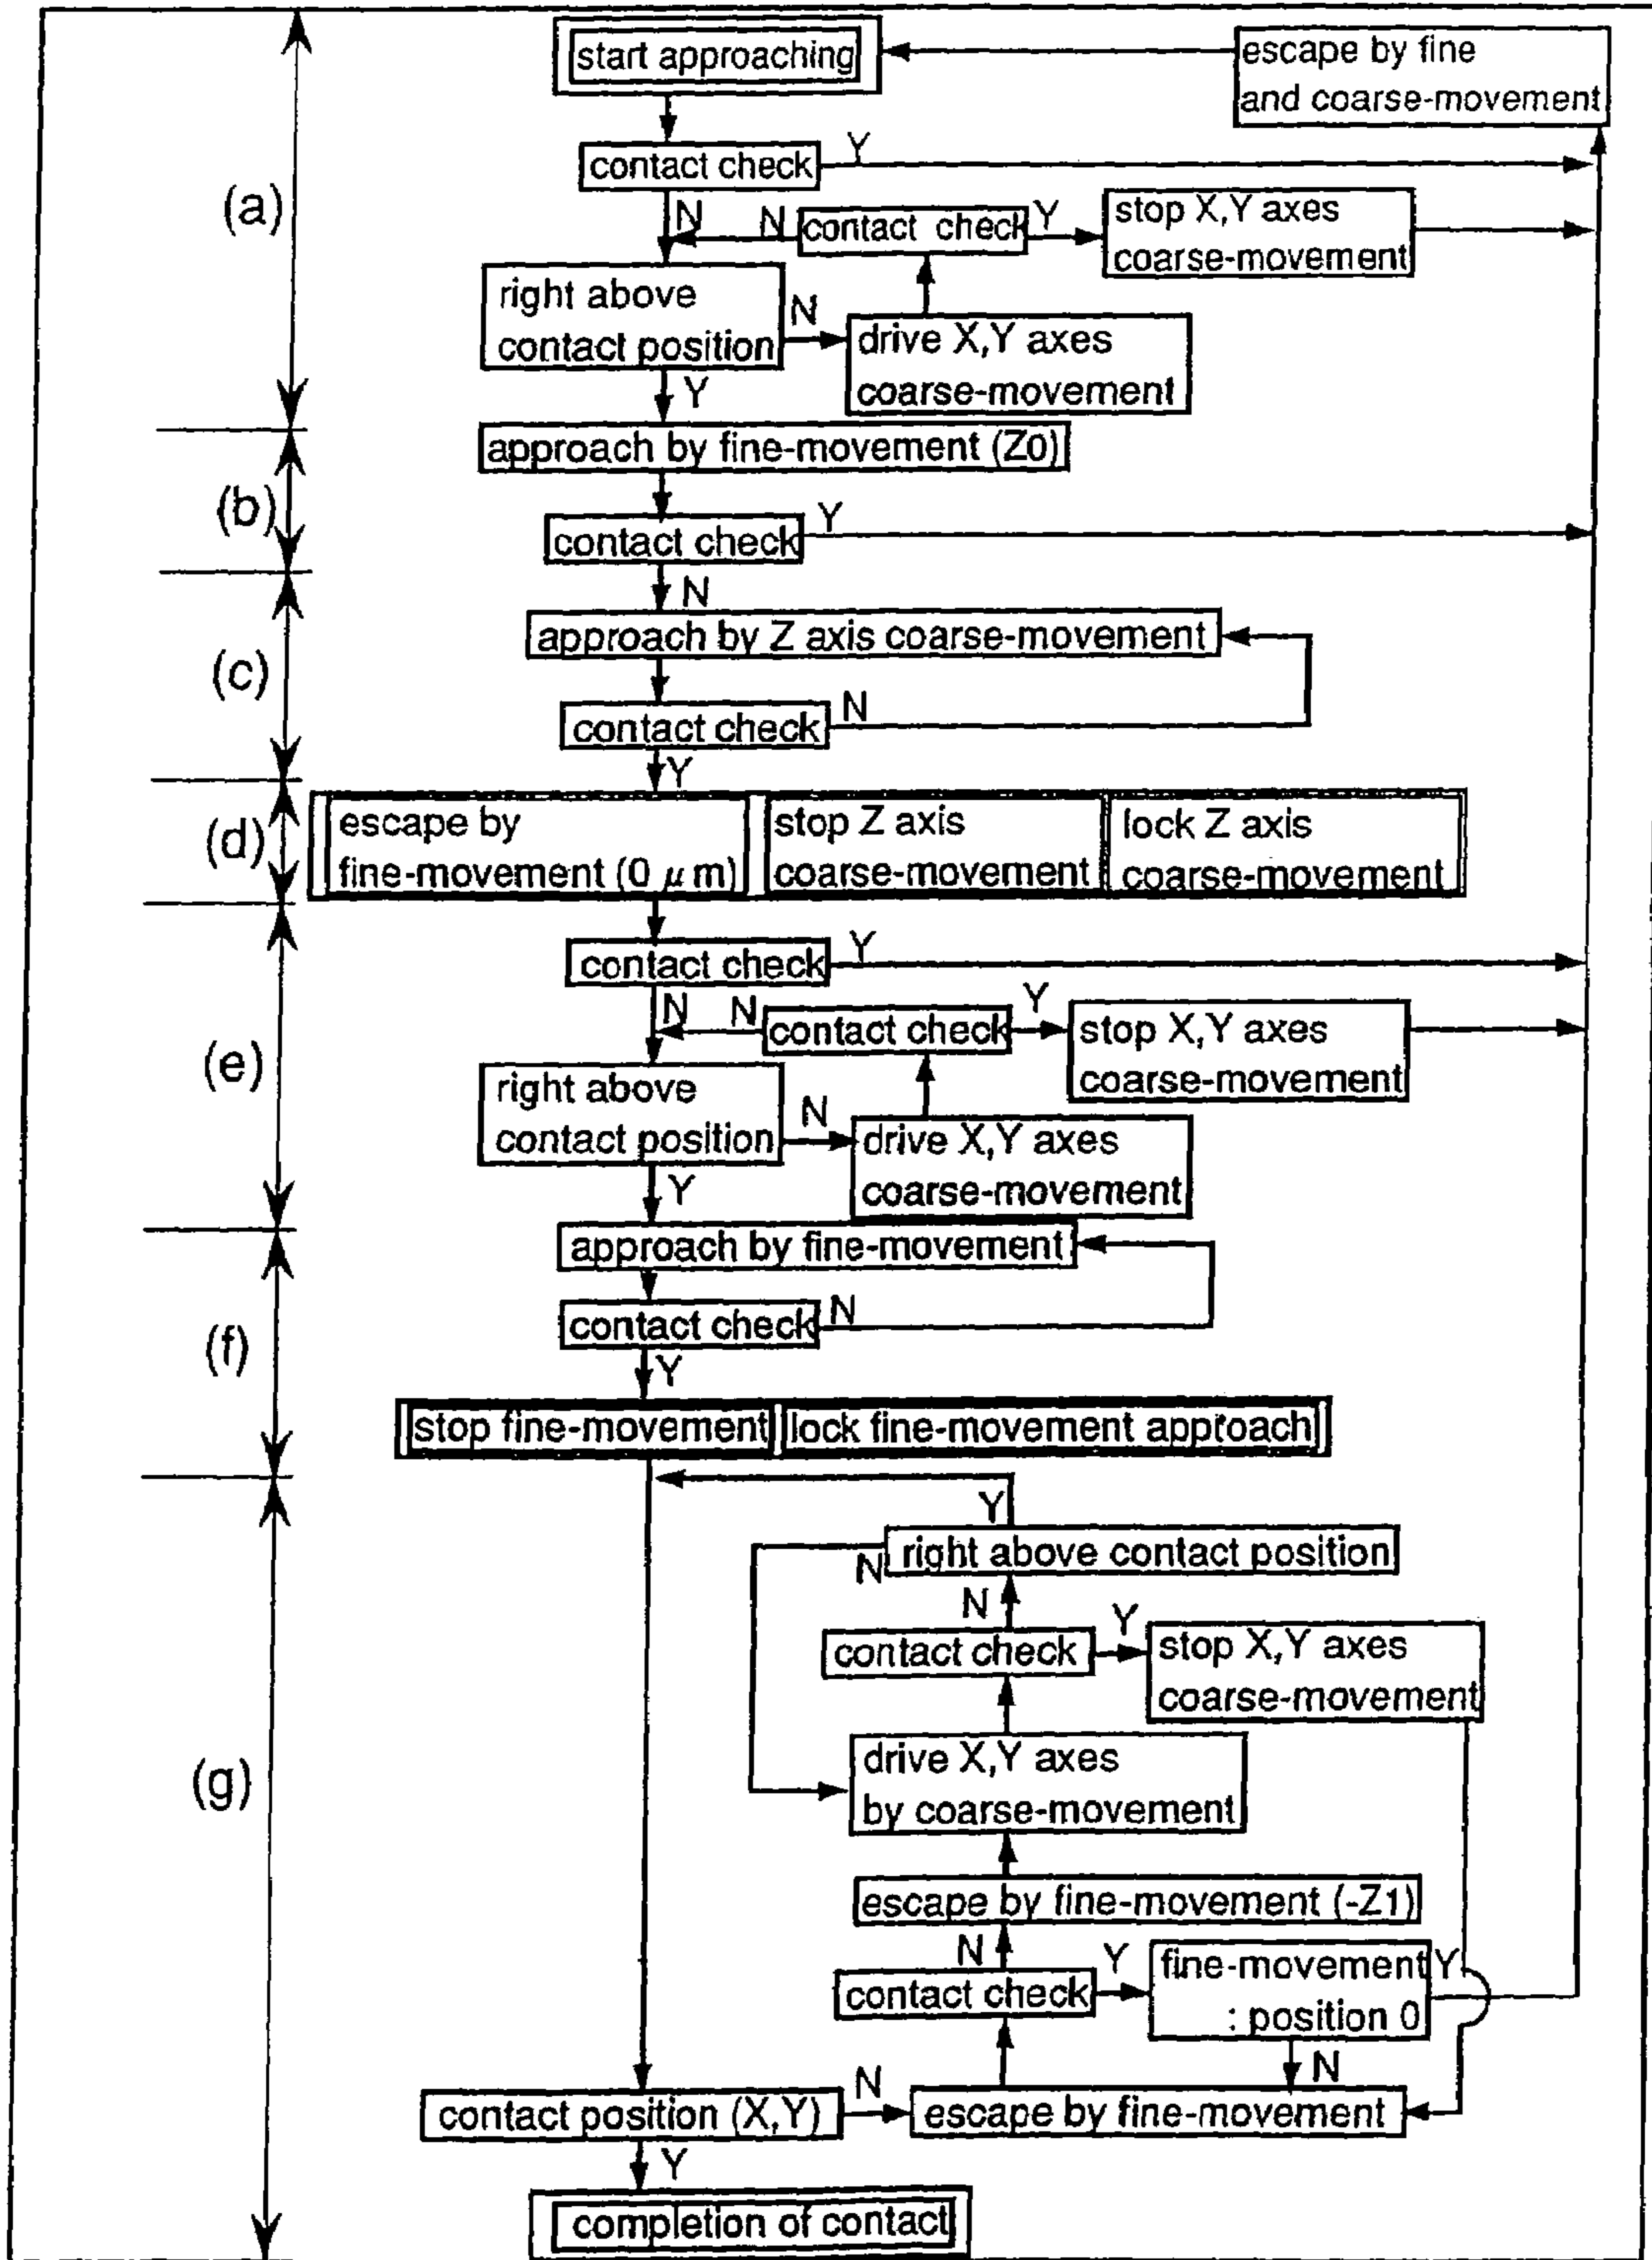 start approaching
escape by fine
and coarse-movement
contact check
Y
(a)
N
N
contact check
Y
stop X,Y axes
coarse-movement
right above
contact position
N
drive X,Y axes
coarse-movement
Y
approach by fine-movement (Z0)
(b)
contact check
Y
N
approach by Z axis coarse-movement
(c)
contact check
N
Y
(d)
escape by
fine-movement (0 μm)
stop Z axis
coarse-movement
lock Z axis
coarse-movement
contact check
Y
N
N
contact check
Y
stop X,Y axes
coarse-movement
(e)
right above
contact position
N
drive X,Y axes
coarse-movement
Y
approach by fine-movement
contact check
N
(f)
Y
stop fine-movement
lock fine-movement approach
Y
right above contact position
N
N
contact check
Y
stop X,Y axes
coarse-movement
(g)
drive X,Y axes
by coarse-movement
escape by fine-movement (-Z1)
N
contact check
Y
fine-movement
: position 0
Y
N
contact position (X,Y)
N
escape by fine-movement
Y
completion of contact